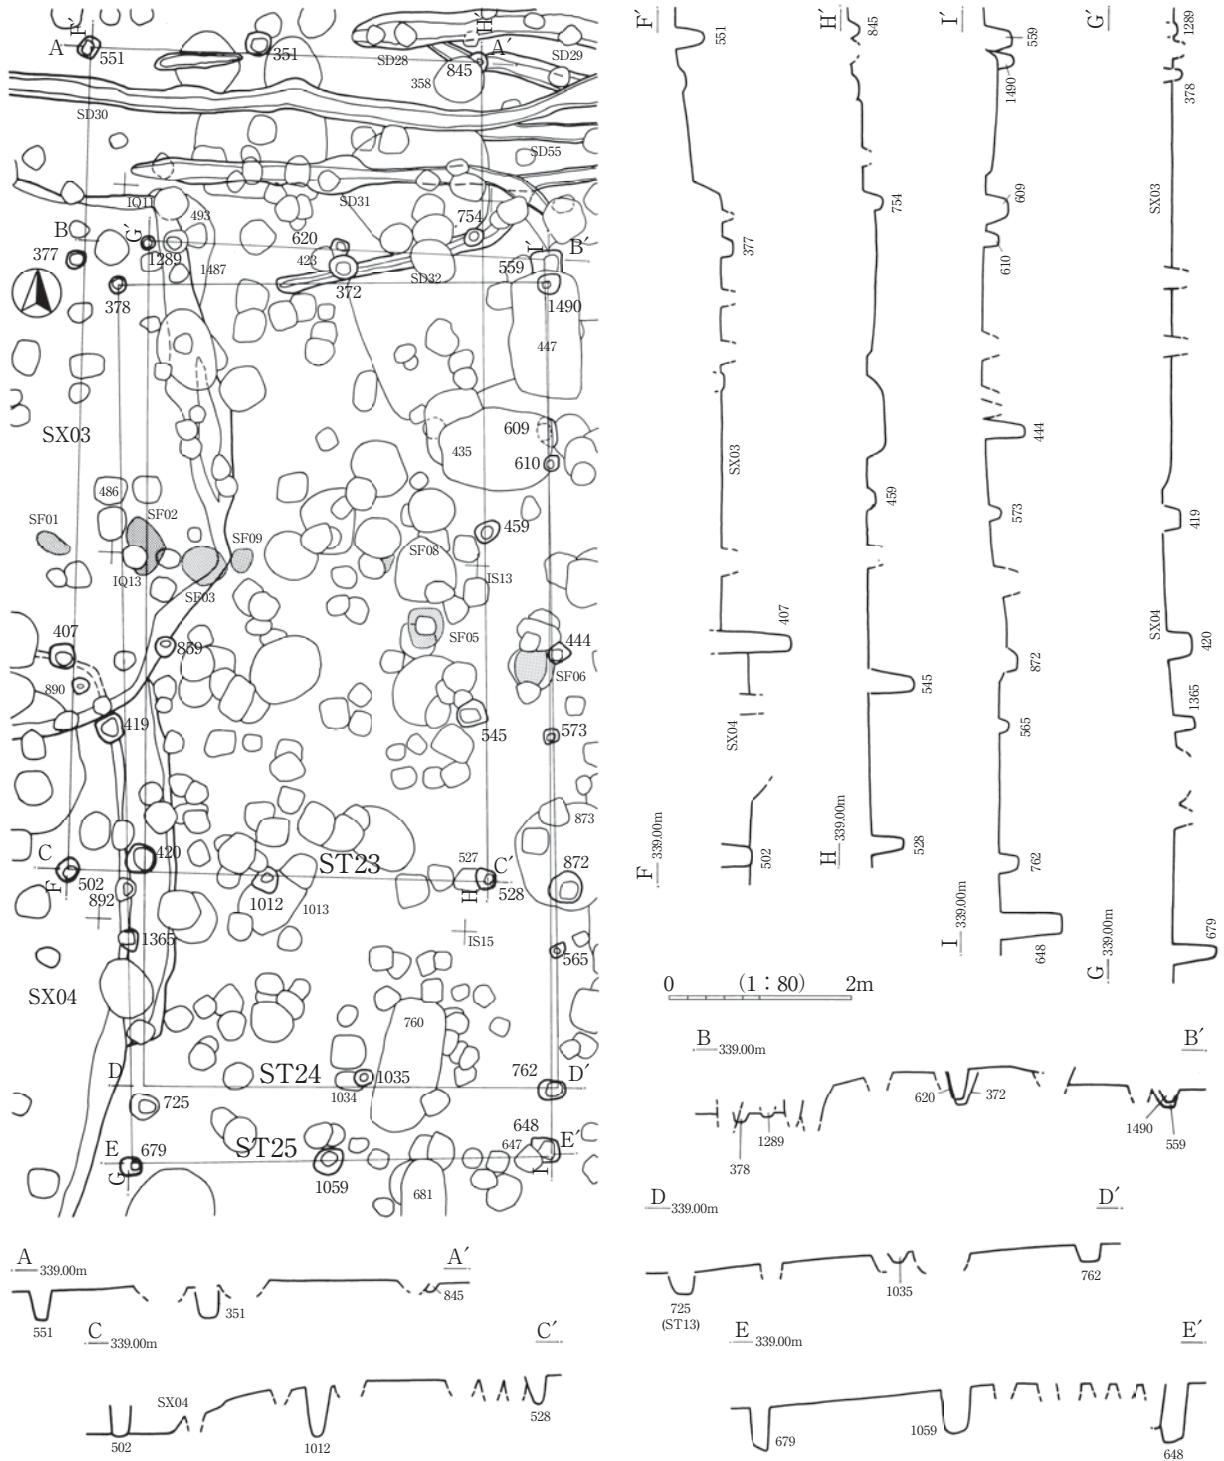 A
F′
551
351
H′
A′
845
358
SD28
SD29
SD30
SD55
IQ11
493
SD31
754
B
G′
377
1289
1487
620
423
372
SD32
559
I′
B′
378
1490
447
SX03
435
609
610
486
SF01
SF02
SF09
SF08
459
IQ13
SF03
IS13
SF05
407
859
444
SF06
890
419
545
573
873
C
420
ST23
527
C′
872
502
F
892
1012
1013
H
528
1365
IS15
565
SX04
760
D
ST24
1035
1034
762
D′
725
648
E
679
ST25
647
E′
G
1059
681
I
F′
551
377
SX03
407
SX04
502
F 339.00m
H′
845
754
459
545
528
H 339.00m
I′
559
1490
609
610
444
573
872
565
762
648
I 339.00m
G′
1289
378
SX03
419
SX04
420
1365
679
G 339.00m
0 (1：80) 2m
B 339.00m B′
620
372
378
1289
1490
559
D 339.00m D′
725
(ST13)
1035
762
A 339.00m A′
551
351
845
C 339.00m C′
SX04
502
1012
528
E 339.00m E′
679
1059
648